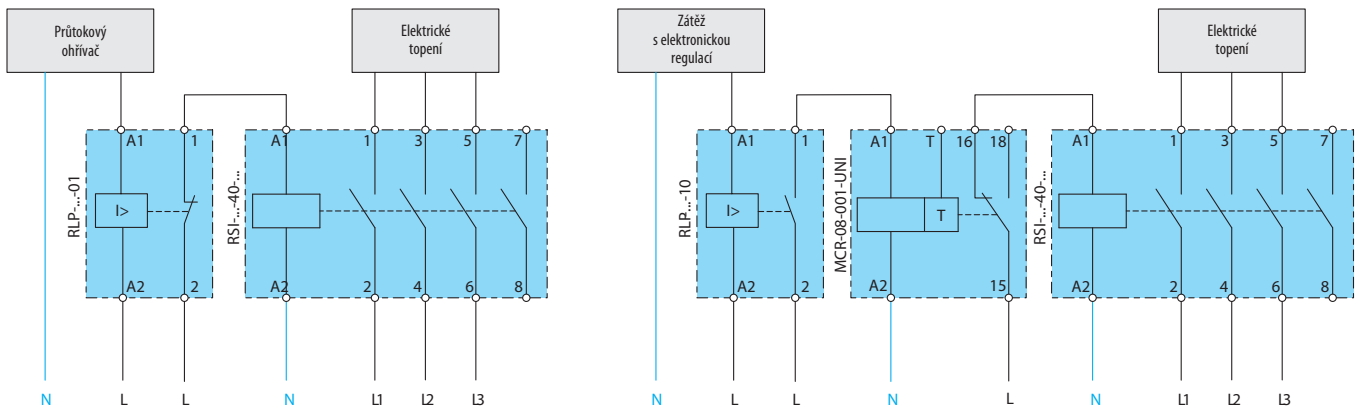 Průtokový
ohřívač
Elektrické
topení
A1 1 A1 1 3 5 7
RLP-...-01
I>
RSI-...-40-...
A2 2 A2 2 4 6 8
N L L N L1 L2 L3
Zátěž
s elektronickou
regulací
Elektrické
topení
A1 1 A1 T 16 18 A1 1 3 5 7
RLP-...-10
I>
MCR-08-001-UNI
T
RSI-...-40-...
A2 2 A2 15 A2 2 4 6 8
N L L N L N L1 L2 L3